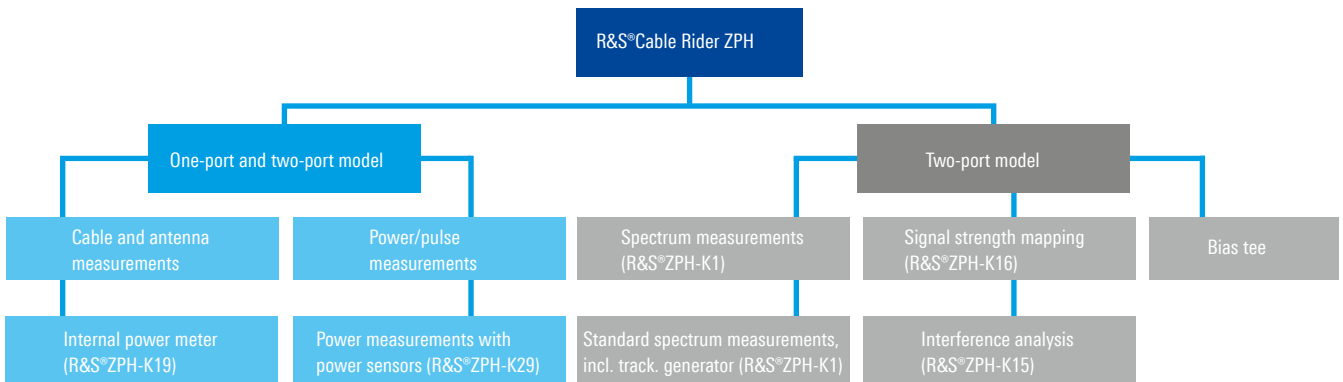 R&S®Cable Rider ZPH
One-port and two-port model
Two-port model
Cable and antenna
measurements
Power/pulse
measurements
Spectrum measurements
(R&S®ZPH-K1)
Signal strength mapping
(R&S®ZPH-K16)
Bias tee
Internal power meter
(R&S®ZPH-K19)
Power measurements with
power sensors (R&S®ZPH-K29)
Standard spectrum measurements,
incl. track. generator (R&S®ZPH-K1)
Interference analysis
(R&S®ZPH-K15)